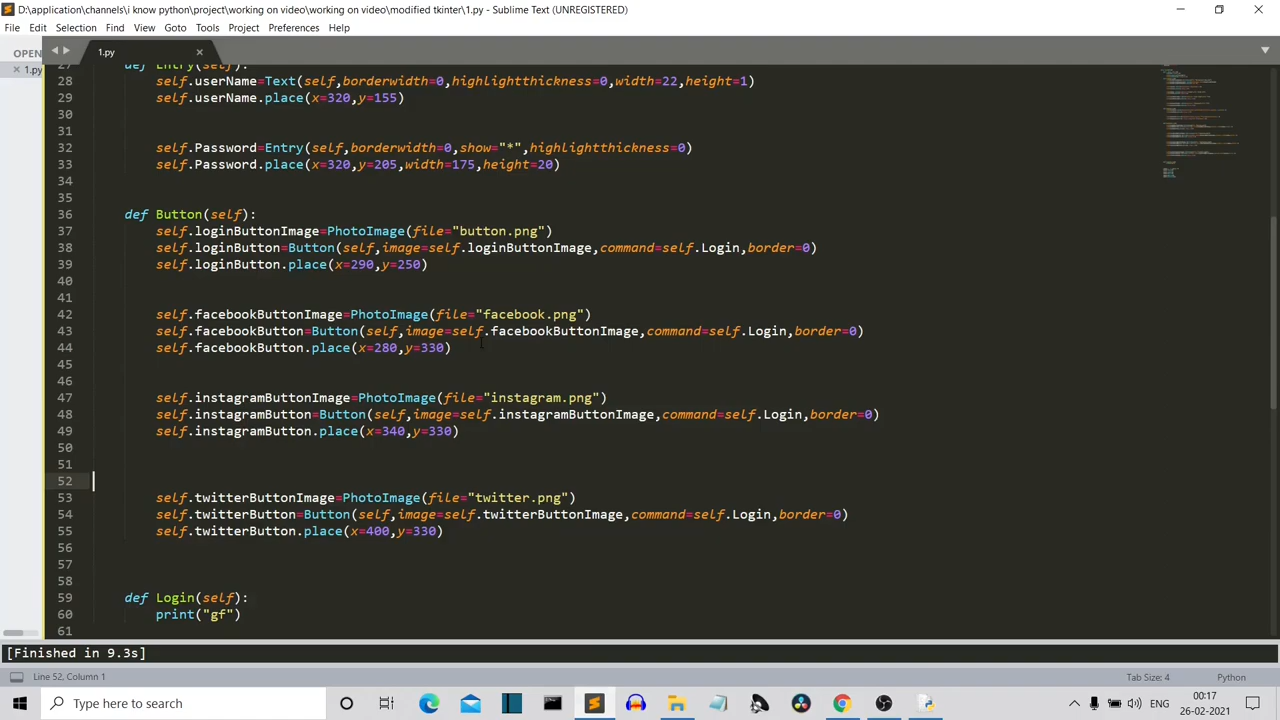 D:\application\channels\i know python\project\working on video\working on video\modified tkinter\1.py - Sublime Text (UNREGISTERED)
File Edit Selection Find View Goto Tools Project Preferences Help
OPEN
1.py
1.py
27 def Entry(self):
28 self.userName=Text(self,borderwidth=0,highlightthickness=0,width=22,height=1)
29 self.userName.place(x=320,y=155)
30
31
32 self.Password=Entry(self,borderwidth=0,show="*",highlightthickness=0)
33 self.Password.place(x=320,y=205,width=175,height=20)
34
35
36 def Button(self):
37 self.loginButtonImage=PhotoImage(file="button.png")
38 self.loginButton=Button(self,image=self.loginButtonImage,command=self.Login,border=0)
39 self.loginButton.place(x=290,y=250)
40
41
42 self.facebookButtonImage=PhotoImage(file="facebook.png")
43 self.facebookButton=Button(self,image=self.facebookButtonImage,command=self.Login,border=0)
44 self.facebookButton.place(x=280,y=330)
45
46
47 self.instagramButtonImage=PhotoImage(file="instagram.png")
48 self.instagramButton=Button(self,image=self.instagramButtonImage,command=self.Login,border=0)
49 self.instagramButton.place(x=340,y=330)
50
51
52
53 self.twitterButtonImage=PhotoImage(file="twitter.png")
54 self.twitterButton=Button(self,image=self.twitterButtonImage,command=self.Login,border=0)
55 self.twitterButton.place(x=400,y=330)
56
57
58
59 def Login(self):
60 print("gf")
61
[Finished in 9.3s]
Line 52, Column 1 Tab Size: 4 Python
Type here to search
ENG
00:17
26-02-2021